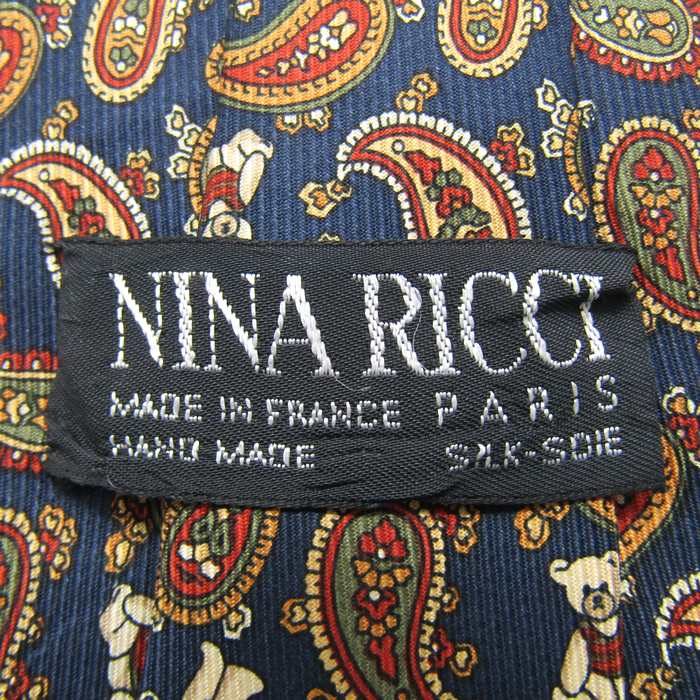 NINA RICCI
MADE IN FRANCE PARIS
HAND MADE SILK-SOIE